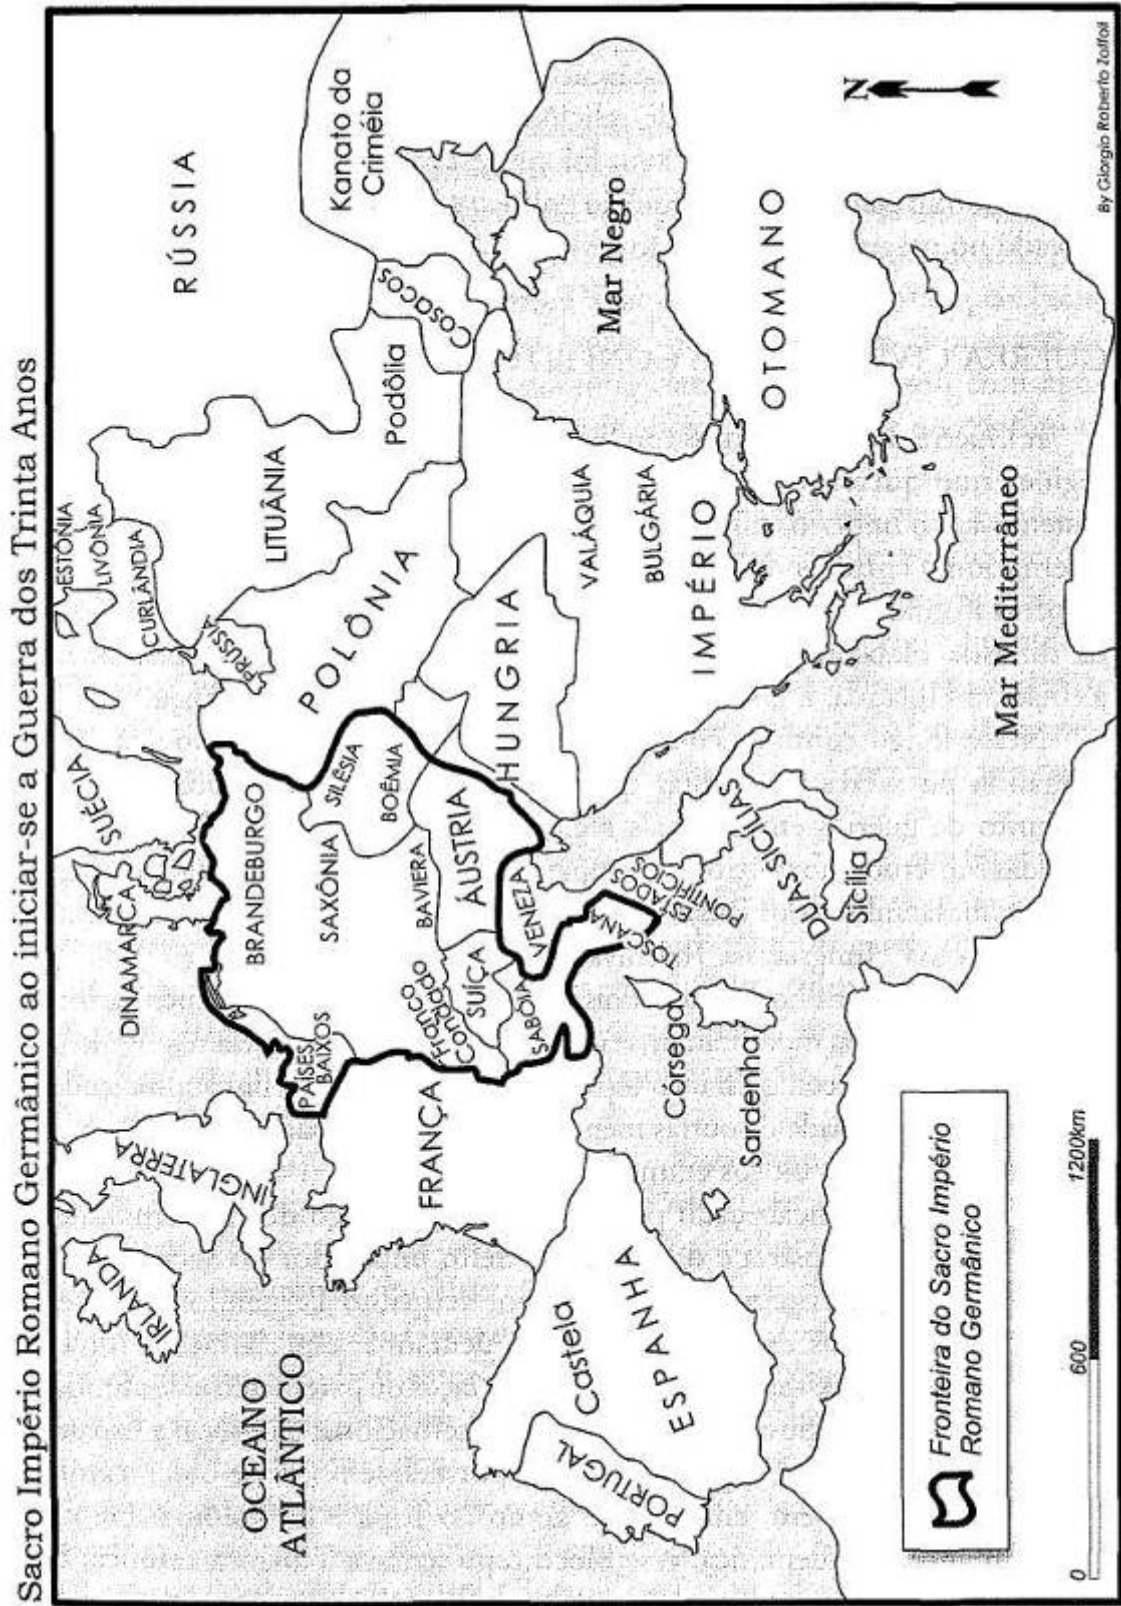 Sacro Império Romano Germânico ao iniciar-se a Guerra dos Trinta Anos
IRLANDA
INGLATERRA
DINAMARCA
SUÉCIA
ESTÔNIA
LIVÔNIA
CURLÂNDIA
PRÚSSIA
LITUÂNIA
RÚSSIA
OCEANO
ATLÂNTICO
PAÍSES
BAIXOS
BRANDEBURGO
SAXÔNIA
SILÉSIA
BOÊMIA
POLÔNIA
Podôlia
Cosacos
Kanato da
Criméia
FRANÇA
Franco
Condado
SUÍÇA
BAVIERA
ÁUSTRIA
HUNGRIA
SABÓIA
VENEZA
TOSCANA
ESTADOS
PONTIFÍCIOS
VALÁQUIA
BULGÁRIA
IMPÉRIO
OTOMANO
Mar Negro
PORTUGAL
Castela
ESPANHA
Córsega
Sardenha
DUAS SICÍLIAS
Sicília
Mar Mediterrâneo
N
Fronteira do Sacro Império
Romano Germânico
0 600 1200km
By Giorgio Roberto Zoffoli